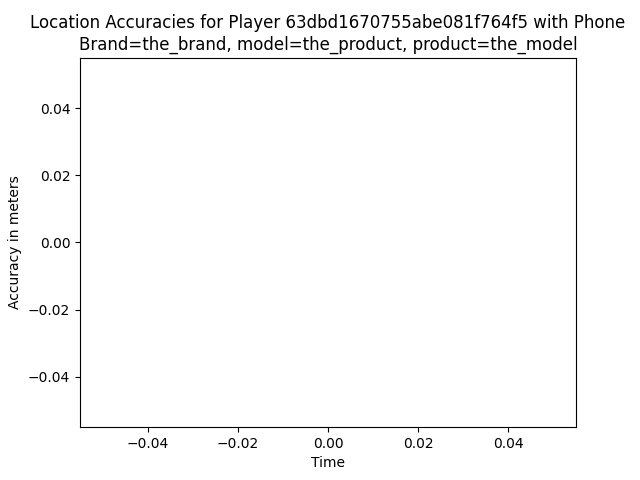 Location Accuracies for Player 63dbd1670755abe081f764f5 with Phone
Brand=the_brand, model=the_product, product=the_model
Accuracy in meters
0.04
0.02
0.00
−0.02
−0.04
−0.04
−0.02
0.00
0.02
0.04
Time